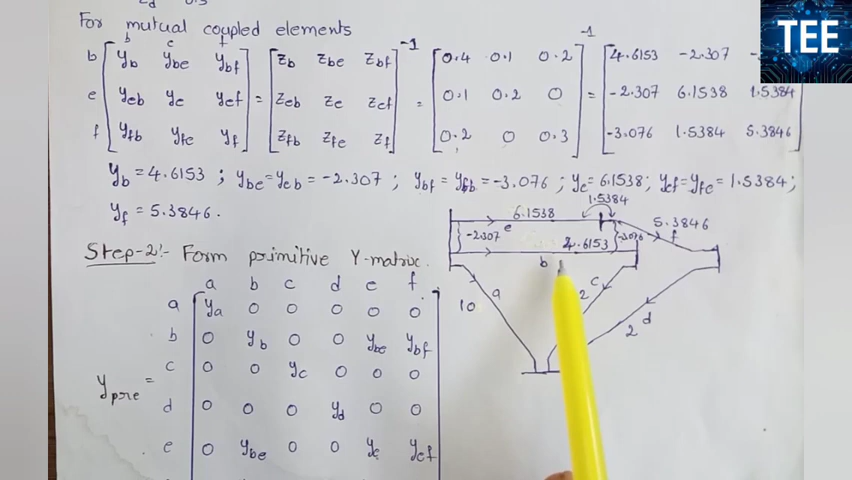 For mutual coupled elements
b e f
b [ yb ybe ybf ] = [ Zb Zbe Zbf ]-1 = [ 0.4 0.1 0.2 ]-1 = [ 4.6153 -2.307
e [ yeb ye yef ] [ Zeb Ze Zef ] [ 0.1 0.2 0 ] [ -2.307 6.1538 1.5384 ]
f [ yfb yfe yf ] [ Zfb Zfe Zf ] [ 0.2 0 0.3 ] [ -3.076 1.5384 5.3846 ]
yb = 4.6153 ; ybe = yeb = -2.307 ; ybf = yfb = -3.076 ; ye = 6.1538 ; yef = yfe = 1.5384 ;
yf = 5.3846 .
Step-2:- Form primitive Y-matrix.
a b c d e f
a [ ya 0 0 0 0 0 ]
b 0 yb 0 0 ybe ybf
ypre = c 0 0 yc 0 0 0
d 0 0 0 yd 0 0
e 0 ybe 0 0 ye yef
1.5384
6.1538
e
5.3846
f
-2.307
4.6153
-3.076
b
10
a
2
c
2
d
TEE